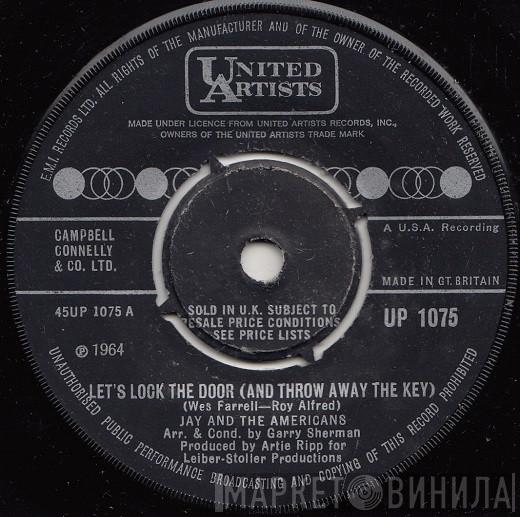 E.M.I. RECORDS LTD. ALL RIGHTS OF THE MANUFACTURER AND OF THE OWNER OF THE RECORDED WORK RESERVED
UNITED
ARTISTS
MADE UNDER LICENCE FROM UNITED ARTISTS RECORDS, INC.,
OWNERS OF THE UNITED ARTISTS TRADE MARK
CAMPBELL
CONNELLY
& CO. LTD.
A U.S.A. Recording
MADE IN GT. BRITAIN
45UP 1075 A
SOLD IN U.K. SUBJECT TO
RESALE PRICE CONDITIONS
SEE PRICE LISTS
UP 1075
℗ 1964
LET'S LOCK THE DOOR (AND THROW AWAY THE KEY)
(Wes Farrell—Roy Alfred)
JAY AND THE AMERICANS
Arr. & Cond. by Garry Sherman
Produced by Artie Ripp for
Leiber-Stoller Productions
UNAUTHORISED PUBLIC PERFORMANCE BROADCASTING AND COPYING OF THIS RECORD PROHIBITED
МАРКЕТ ВИНИЛА